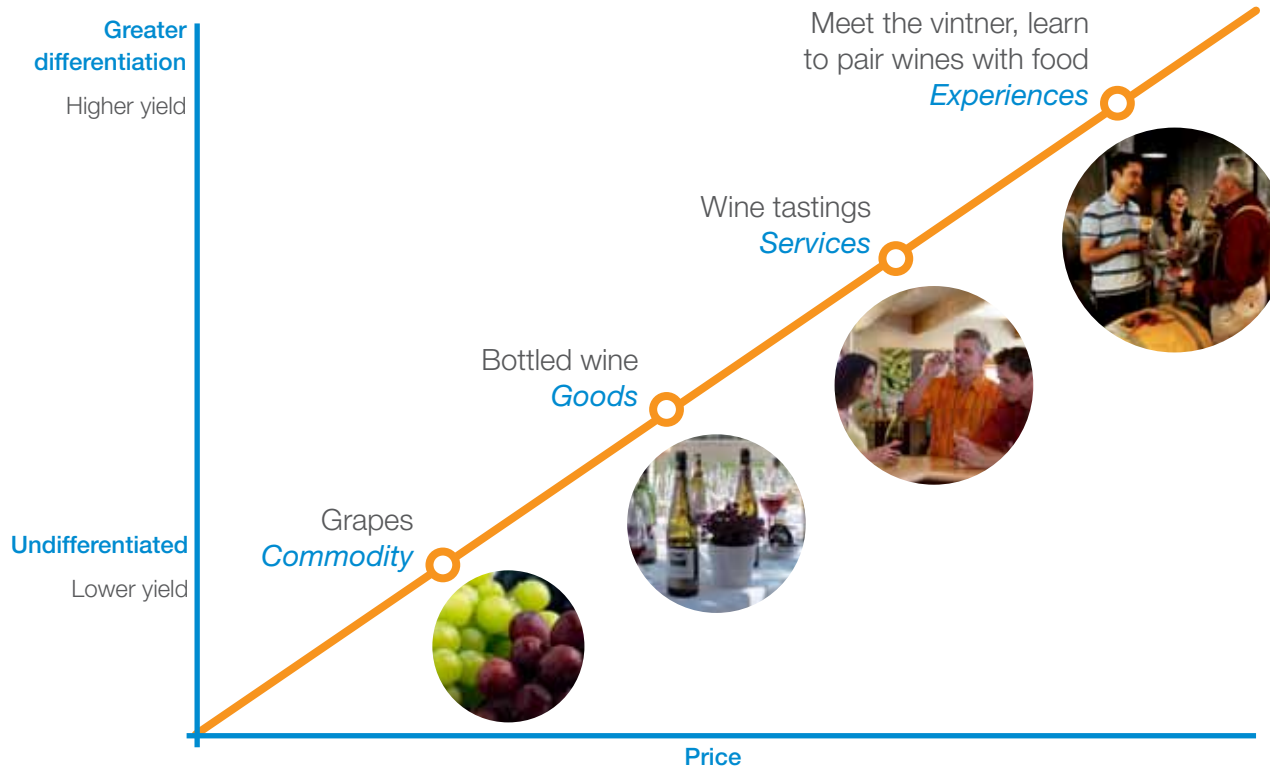 Greater
differentiation
Higher yield
Meet the vintner, learn
to pair wines with food
Experiences
Wine tastings
Services
Bottled wine
Goods
Grapes
Commodity
Undifferentiated
Lower yield
Price